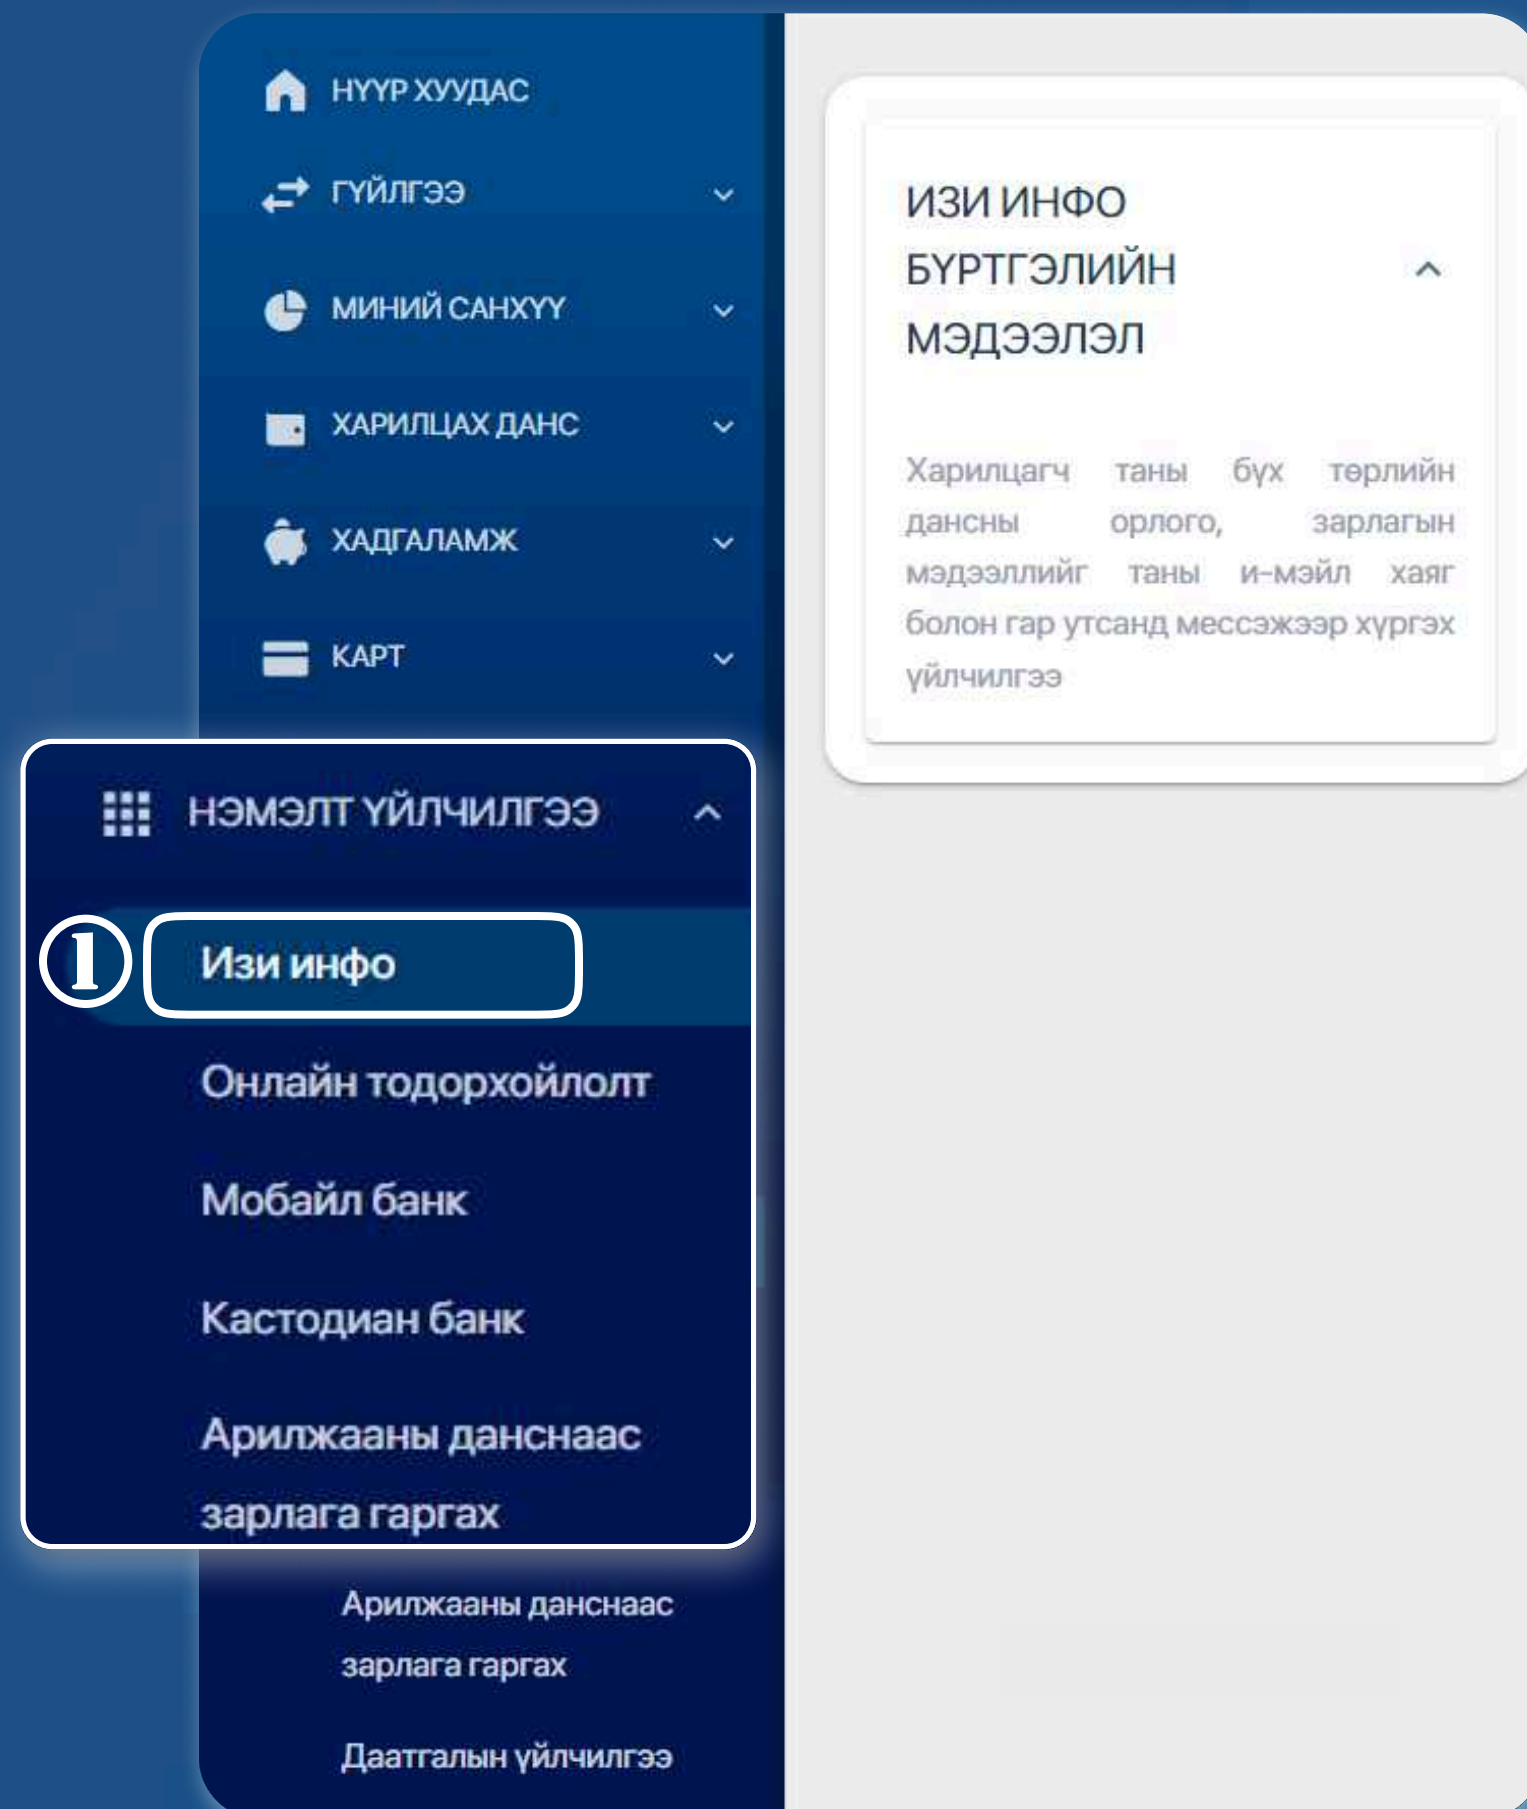 НҮҮР ХУУДАС
ГҮЙЛГЭЭ
МИНИЙ САНХҮҮ
ХАРИЛЦАХ ДАНС
ХАДГАЛАМЖ
КАРТ
НЭМЭЛТ ҮЙЛЧИЛГЭЭ
1
Изи инфо
Онлайн тодорхойлолт
Мобайл банк
Кастодиан банк
Арилжааны данснаас
зарлага гаргах
Арилжааны данснаас
зарлага гаргах
Даатгалын үйлчилгээ
ИЗИ ИНФО
БҮРТГЭЛИЙН
МЭДЭЭЛЭЛ
Харилцагч таны бүх төрлийн
дансны орлого, зарлагын
мэдээллийг таны и-мэйл хаяг
болон гар утсанд мессэжээр хүргэх
үйлчилгээ